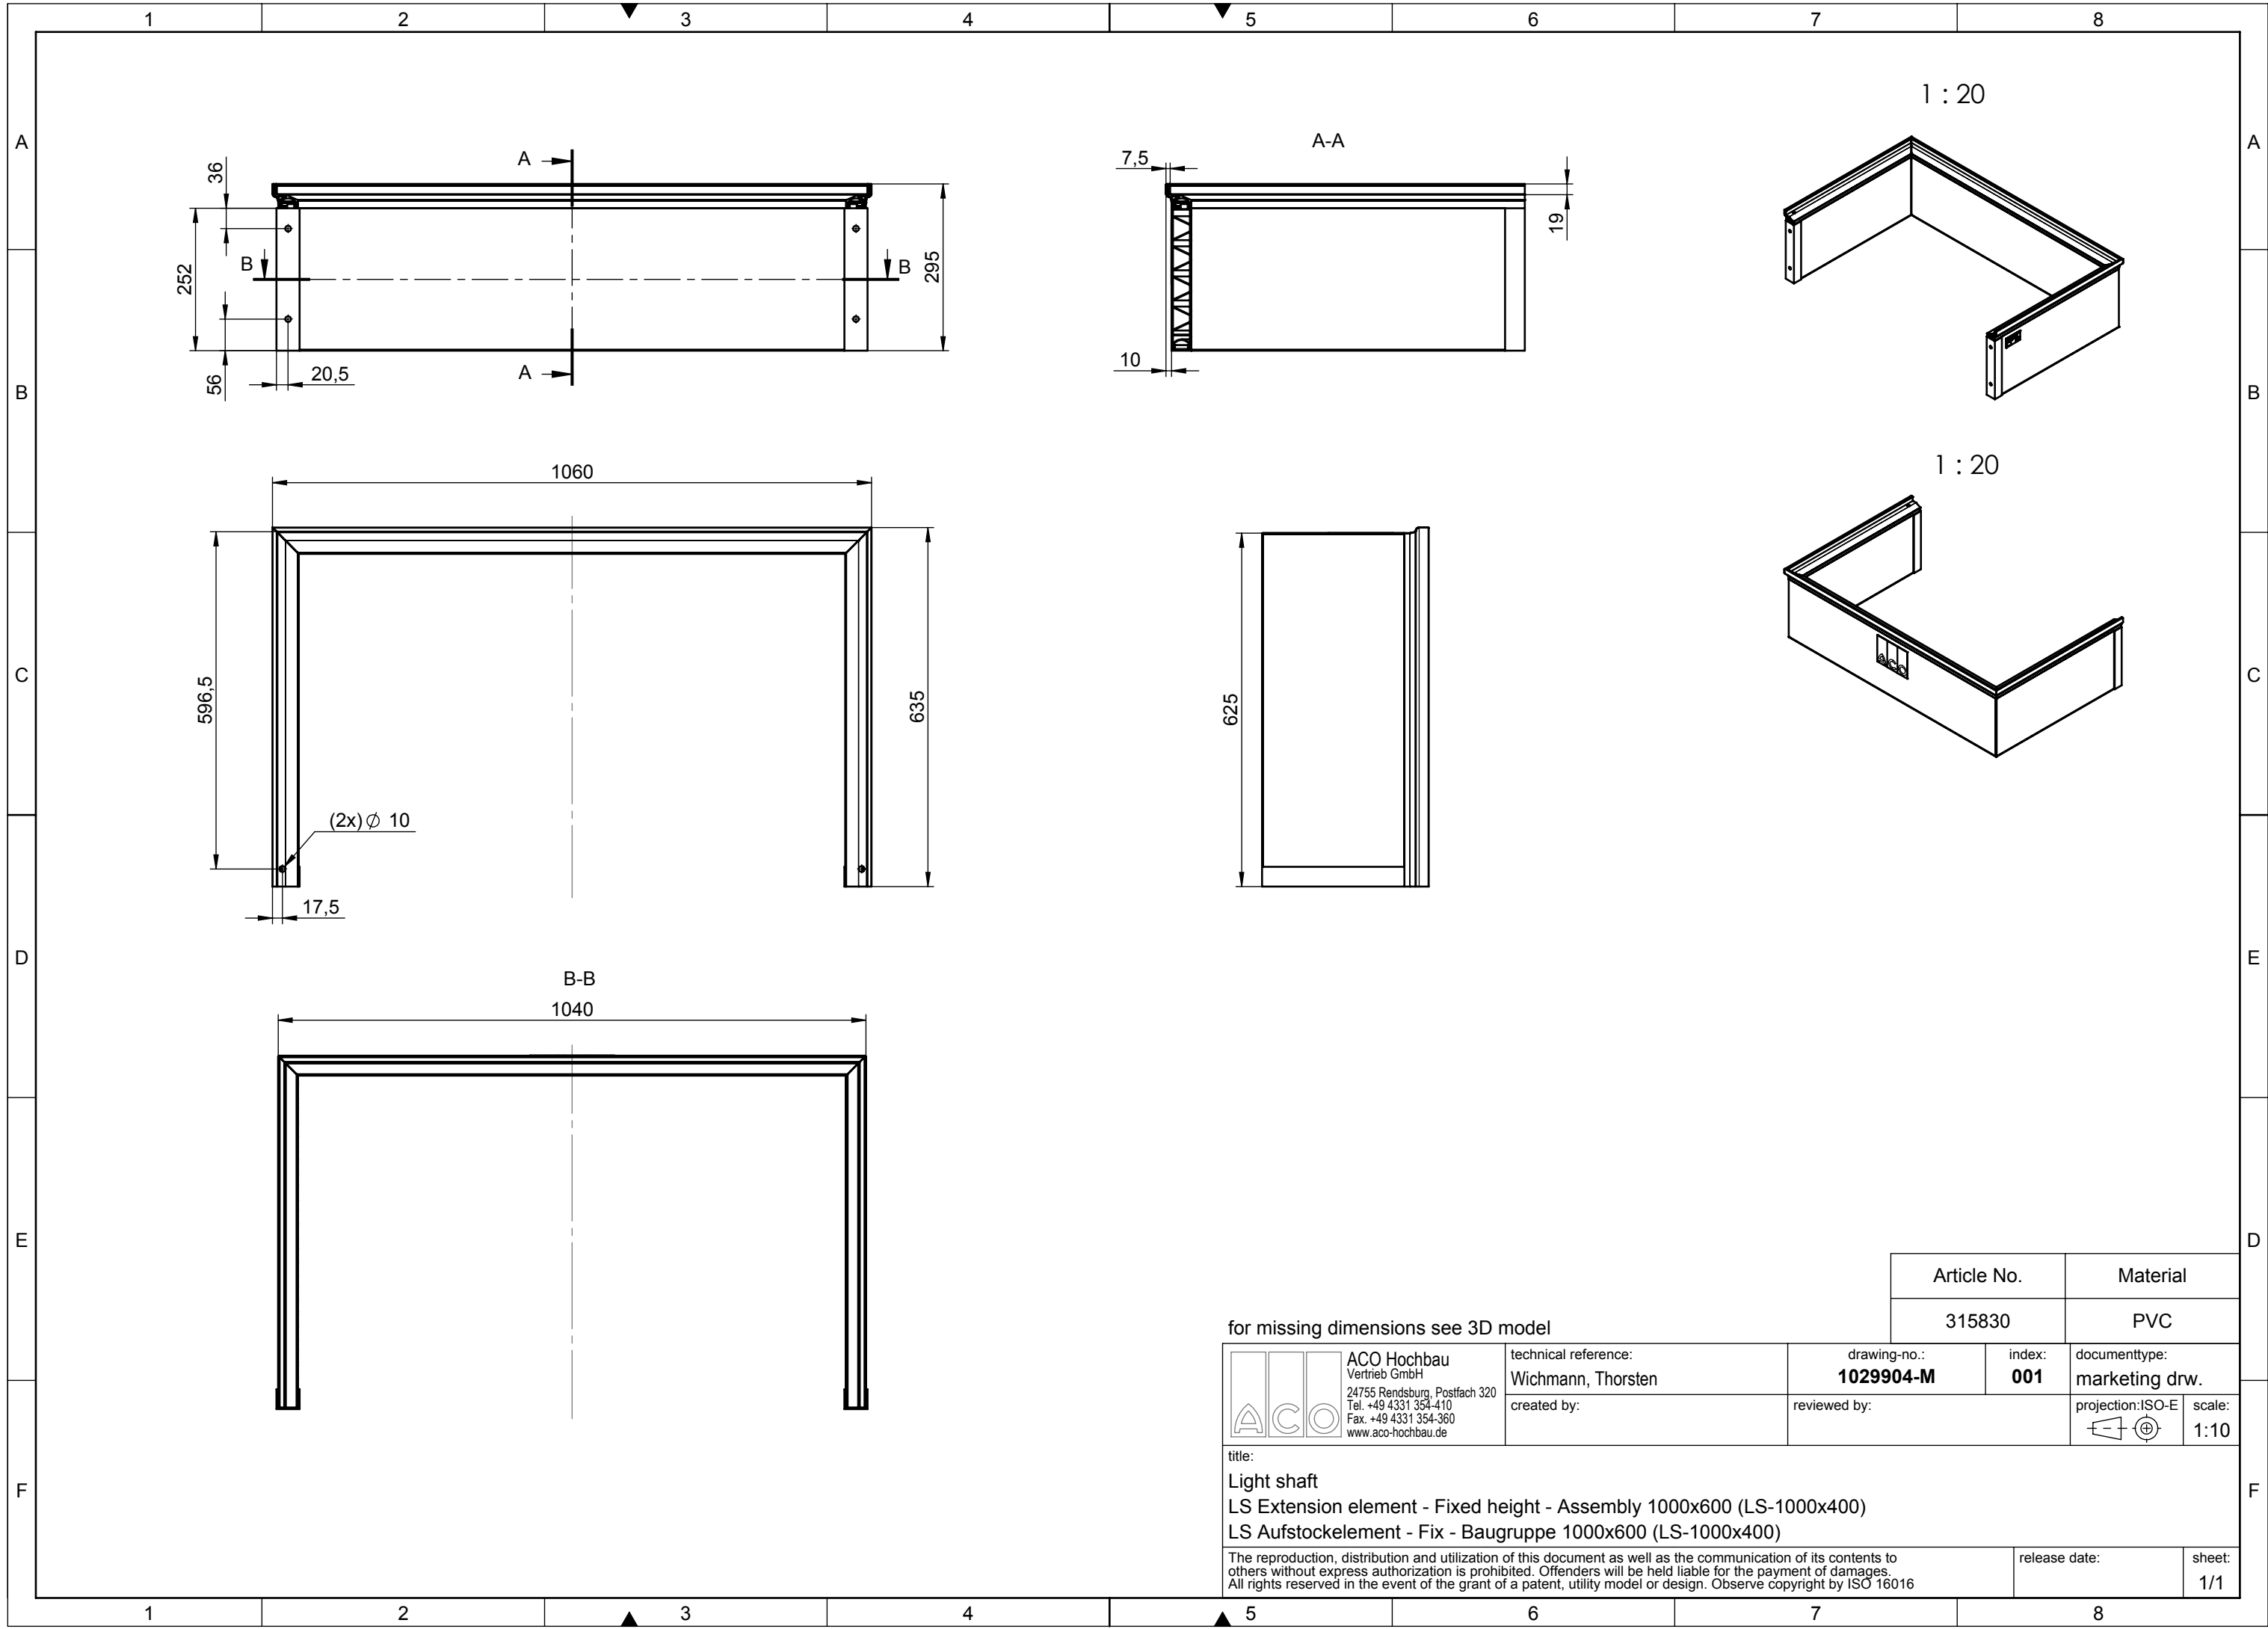 1 2 3 4 5 6 7 8
A
B
C
D
E
F
A
B
C
E
D
F
1 2 3 4 5 6 7 8
36
252
56
20,5
A
A
B
B
295
A-A
7,5
10
19
1 : 20
1 : 20
1060
596,5
635
(2x)∅ 10
17,5
625
B-B
1040
ACO
for missing dimensions see 3D model
Article No. Material
315830 PVC
ACO
ACO Hochbau
Vertrieb GmbH
24755 Rendsburg, Postfach 320
Tel. +49 4331 354-410
Fax. +49 4331 354-360
www.aco-hochbau.de
technical reference:
Wichmann, Thorsten
drawing-no.:
1029904-M
index:
001
documenttype:
marketing drw.
created by:
reviewed by:
projection:ISO-E
scale:
1:10
title:
Light shaft
LS Extension element - Fixed height - Assembly 1000x600 (LS-1000x400)
LS Aufstockelement - Fix - Baugruppe 1000x600 (LS-1000x400)
The reproduction, distribution and utilization of this document as well as the communication of its contents to
others without express authorization is prohibited. Offenders will be held liable for the payment of damages.
All rights reserved in the event of the grant of a patent, utility model or design. Observe copyright by ISO 16016
release date:
sheet:
1/1